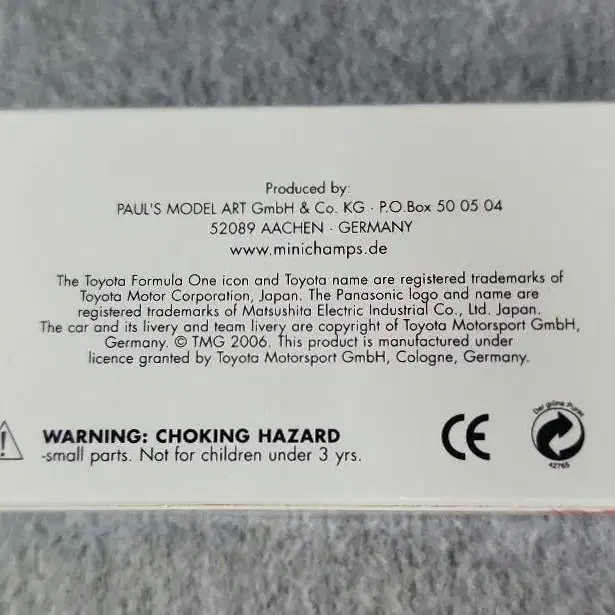 Produced by:
PAUL'S MODEL ART GmbH & Co. KG · P.O.Box 50 05 04
52089 AACHEN · GERMANY
www.minichamps.de
The Toyota Formula One icon and Toyota name are registered trademarks of
Toyota Motor Corporation, Japan. The Panasonic logo and name are
registered trademarks of Matsushita Electric Industrial Co., Ltd. Japan.
The car and its livery and team livery are copyright of Toyota Motorsport GmbH,
Germany. © TMG 2006. This product is manufactured under
licence granted by Toyota Motorsport GmbH, Cologne, Germany.
WARNING: CHOKING HAZARD
-small parts. Not for children under 3 yrs.
CE
Der grüne Punkt
42765